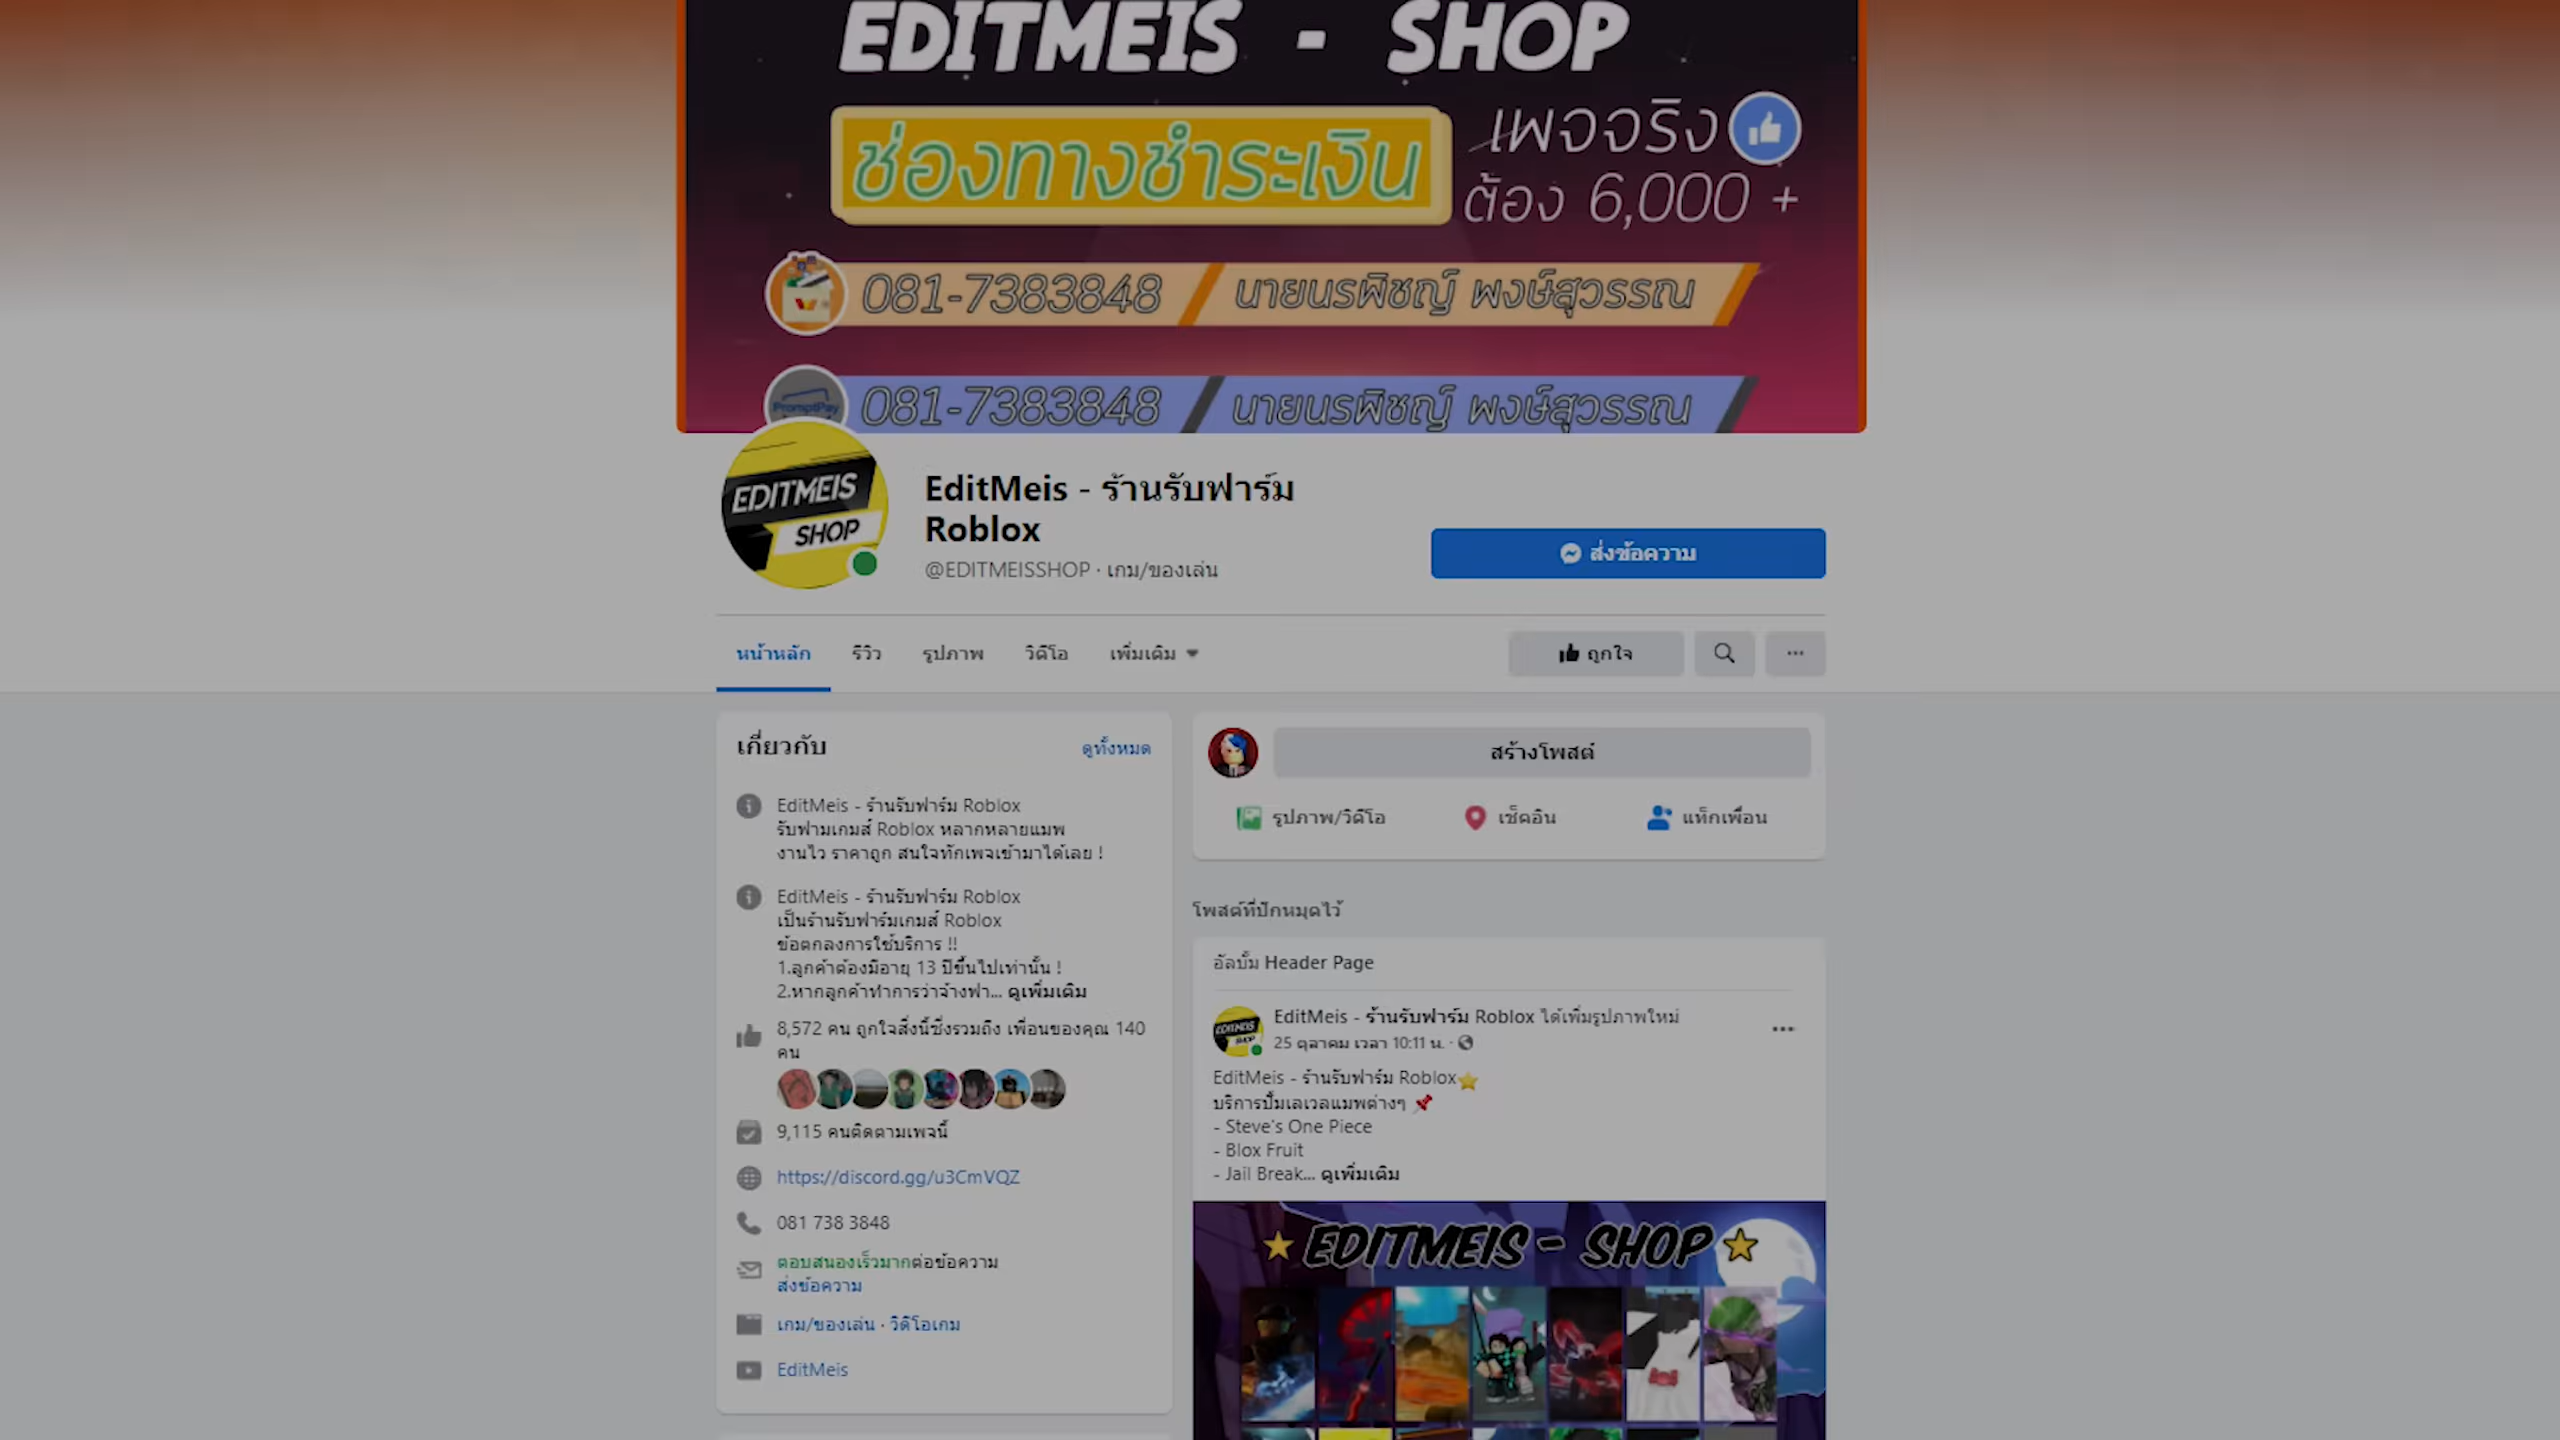 EDITMEIS - SHOP
ช่องทางชำระเงิน
เพจจริง
ต้อง 6,000 +
081-7383848 / นายนรพิชญ์ พงษ์สุวรรณ
PromptPay
081-7383848 / นายนรพิชญ์ พงษ์สุวรรณ
EDITMEIS
SHOP
EditMeis - ร้านรับฟาร์ม
Roblox
@EDITMEISSHOP · เกม/ของเล่น
ส่งข้อความ
หน้าหลัก รีวิว รูปภาพ วิดีโอ เพิ่มเติม
ถูกใจ
เกี่ยวกับ ดูทั้งหมด
EditMeis - ร้านรับฟาร์ม Roblox
รับฟามเกมส์ Roblox หลากหลายแมพ
งานไว ราคาถูก สนใจทักเพจเข้ามาได้เลย !
EditMeis - ร้านรับฟาร์ม Roblox
เป็นร้านรับฟาร์มเกมส์ Roblox
ข้อตกลงการใช้บริการ !!
1.ลูกค้าต้องมีอายุ 13 ปีขึ้นไปเท่านั้น !
2.หากลูกค้าทำการว่าจ้างฟา... ดูเพิ่มเติม
8,572 คน ถูกใจสิ่งนี้ซึ่งรวมถึง เพื่อนของคุณ 140
คน
9,115 คนติดตามเพจนี้
https://discord.gg/u3CmVQZ
081 738 3848
ตอบสนองเร็วมากต่อข้อความ
ส่งข้อความ
เกม/ของเล่น · วิดีโอเกม
EditMeis
สร้างโพสต์
รูปภาพ/วิดีโอ เช็คอิน แท็กเพื่อน
โพสต์ที่ปักหมุดไว้
อัลบั้ม Header Page
EDITMEIS
SHOP
EditMeis - ร้านรับฟาร์ม Roblox ได้เพิ่มรูปภาพใหม่
25 ตุลาคม เวลา 10:11 น. ·
EditMeis - ร้านรับฟาร์ม Roblox
บริการปั้มเลเวลแมพต่างๆ
- Steve's One Piece
- Blox Fruit
- Jail Break... ดูเพิ่มเติม
EDITMEIS - SHOP